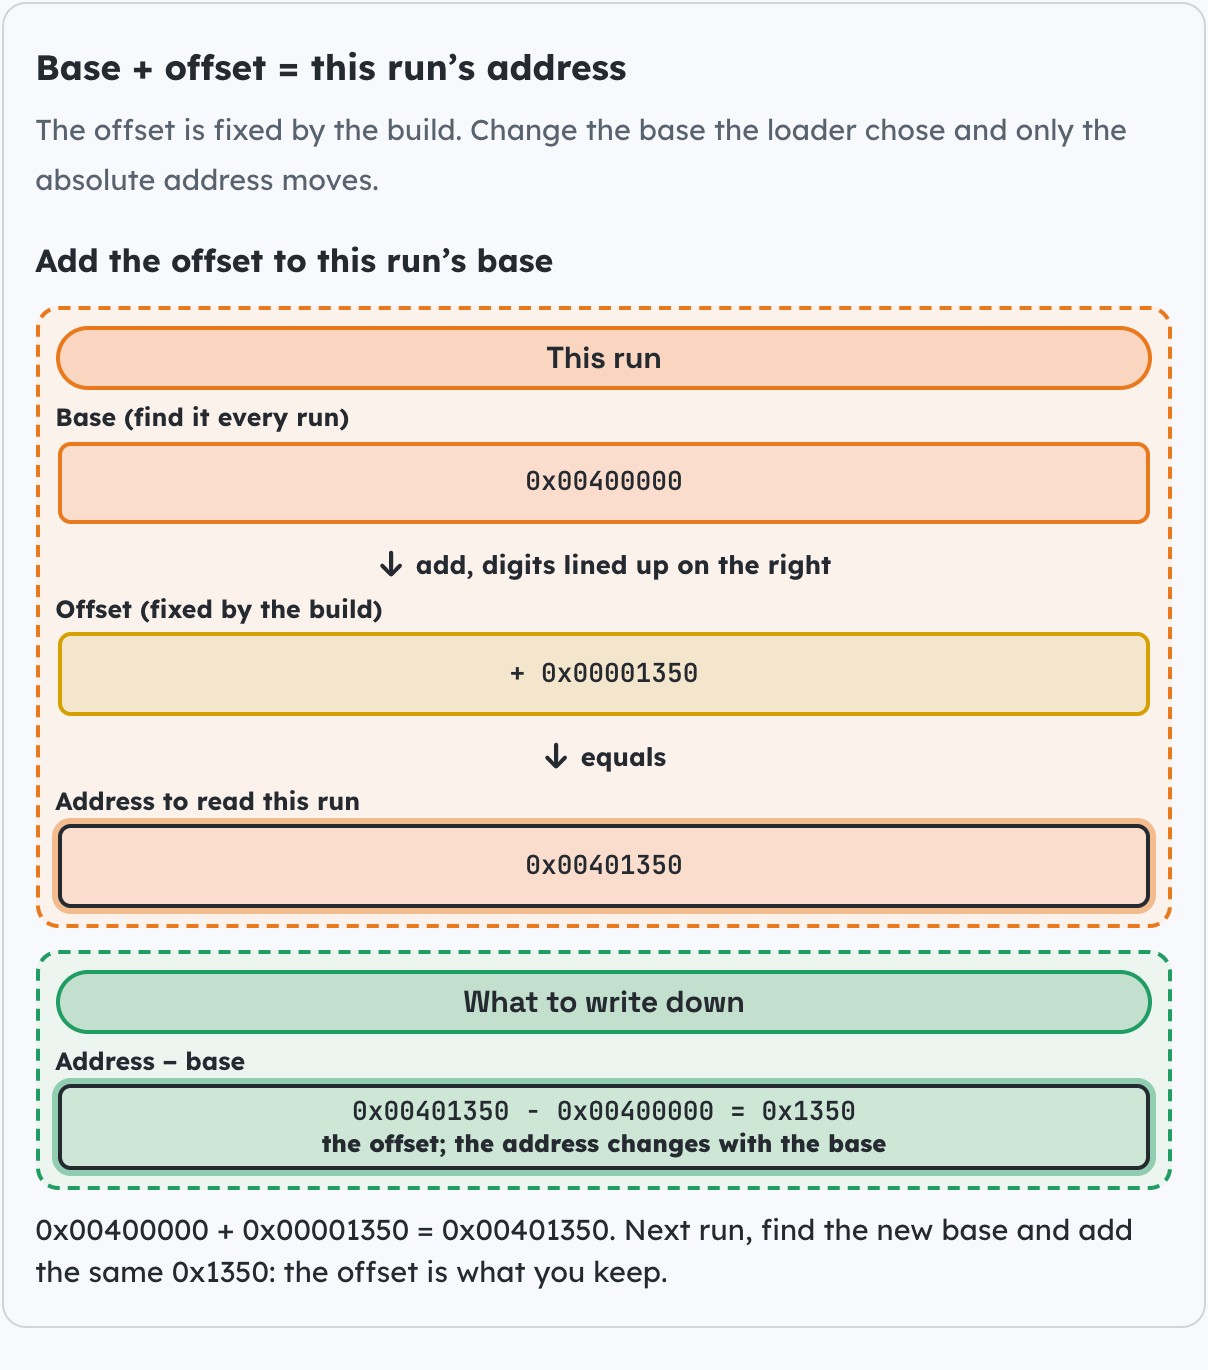 Base + offset = this run’s address
The offset is fixed by the build. Change the base the loader chose and only the
absolute address moves.
Add the offset to this run’s base
This run
Base (find it every run)
0x00400000
↓ add, digits lined up on the right
Offset (fixed by the build)
+ 0x00001350
↓ equals
Address to read this run
0x00401350
What to write down
Address – base
0x00401350 - 0x00400000 = 0x1350
the offset; the address changes with the base
0x00400000 + 0x00001350 = 0x00401350. Next run, find the new base and add
the same 0x1350: the offset is what you keep.